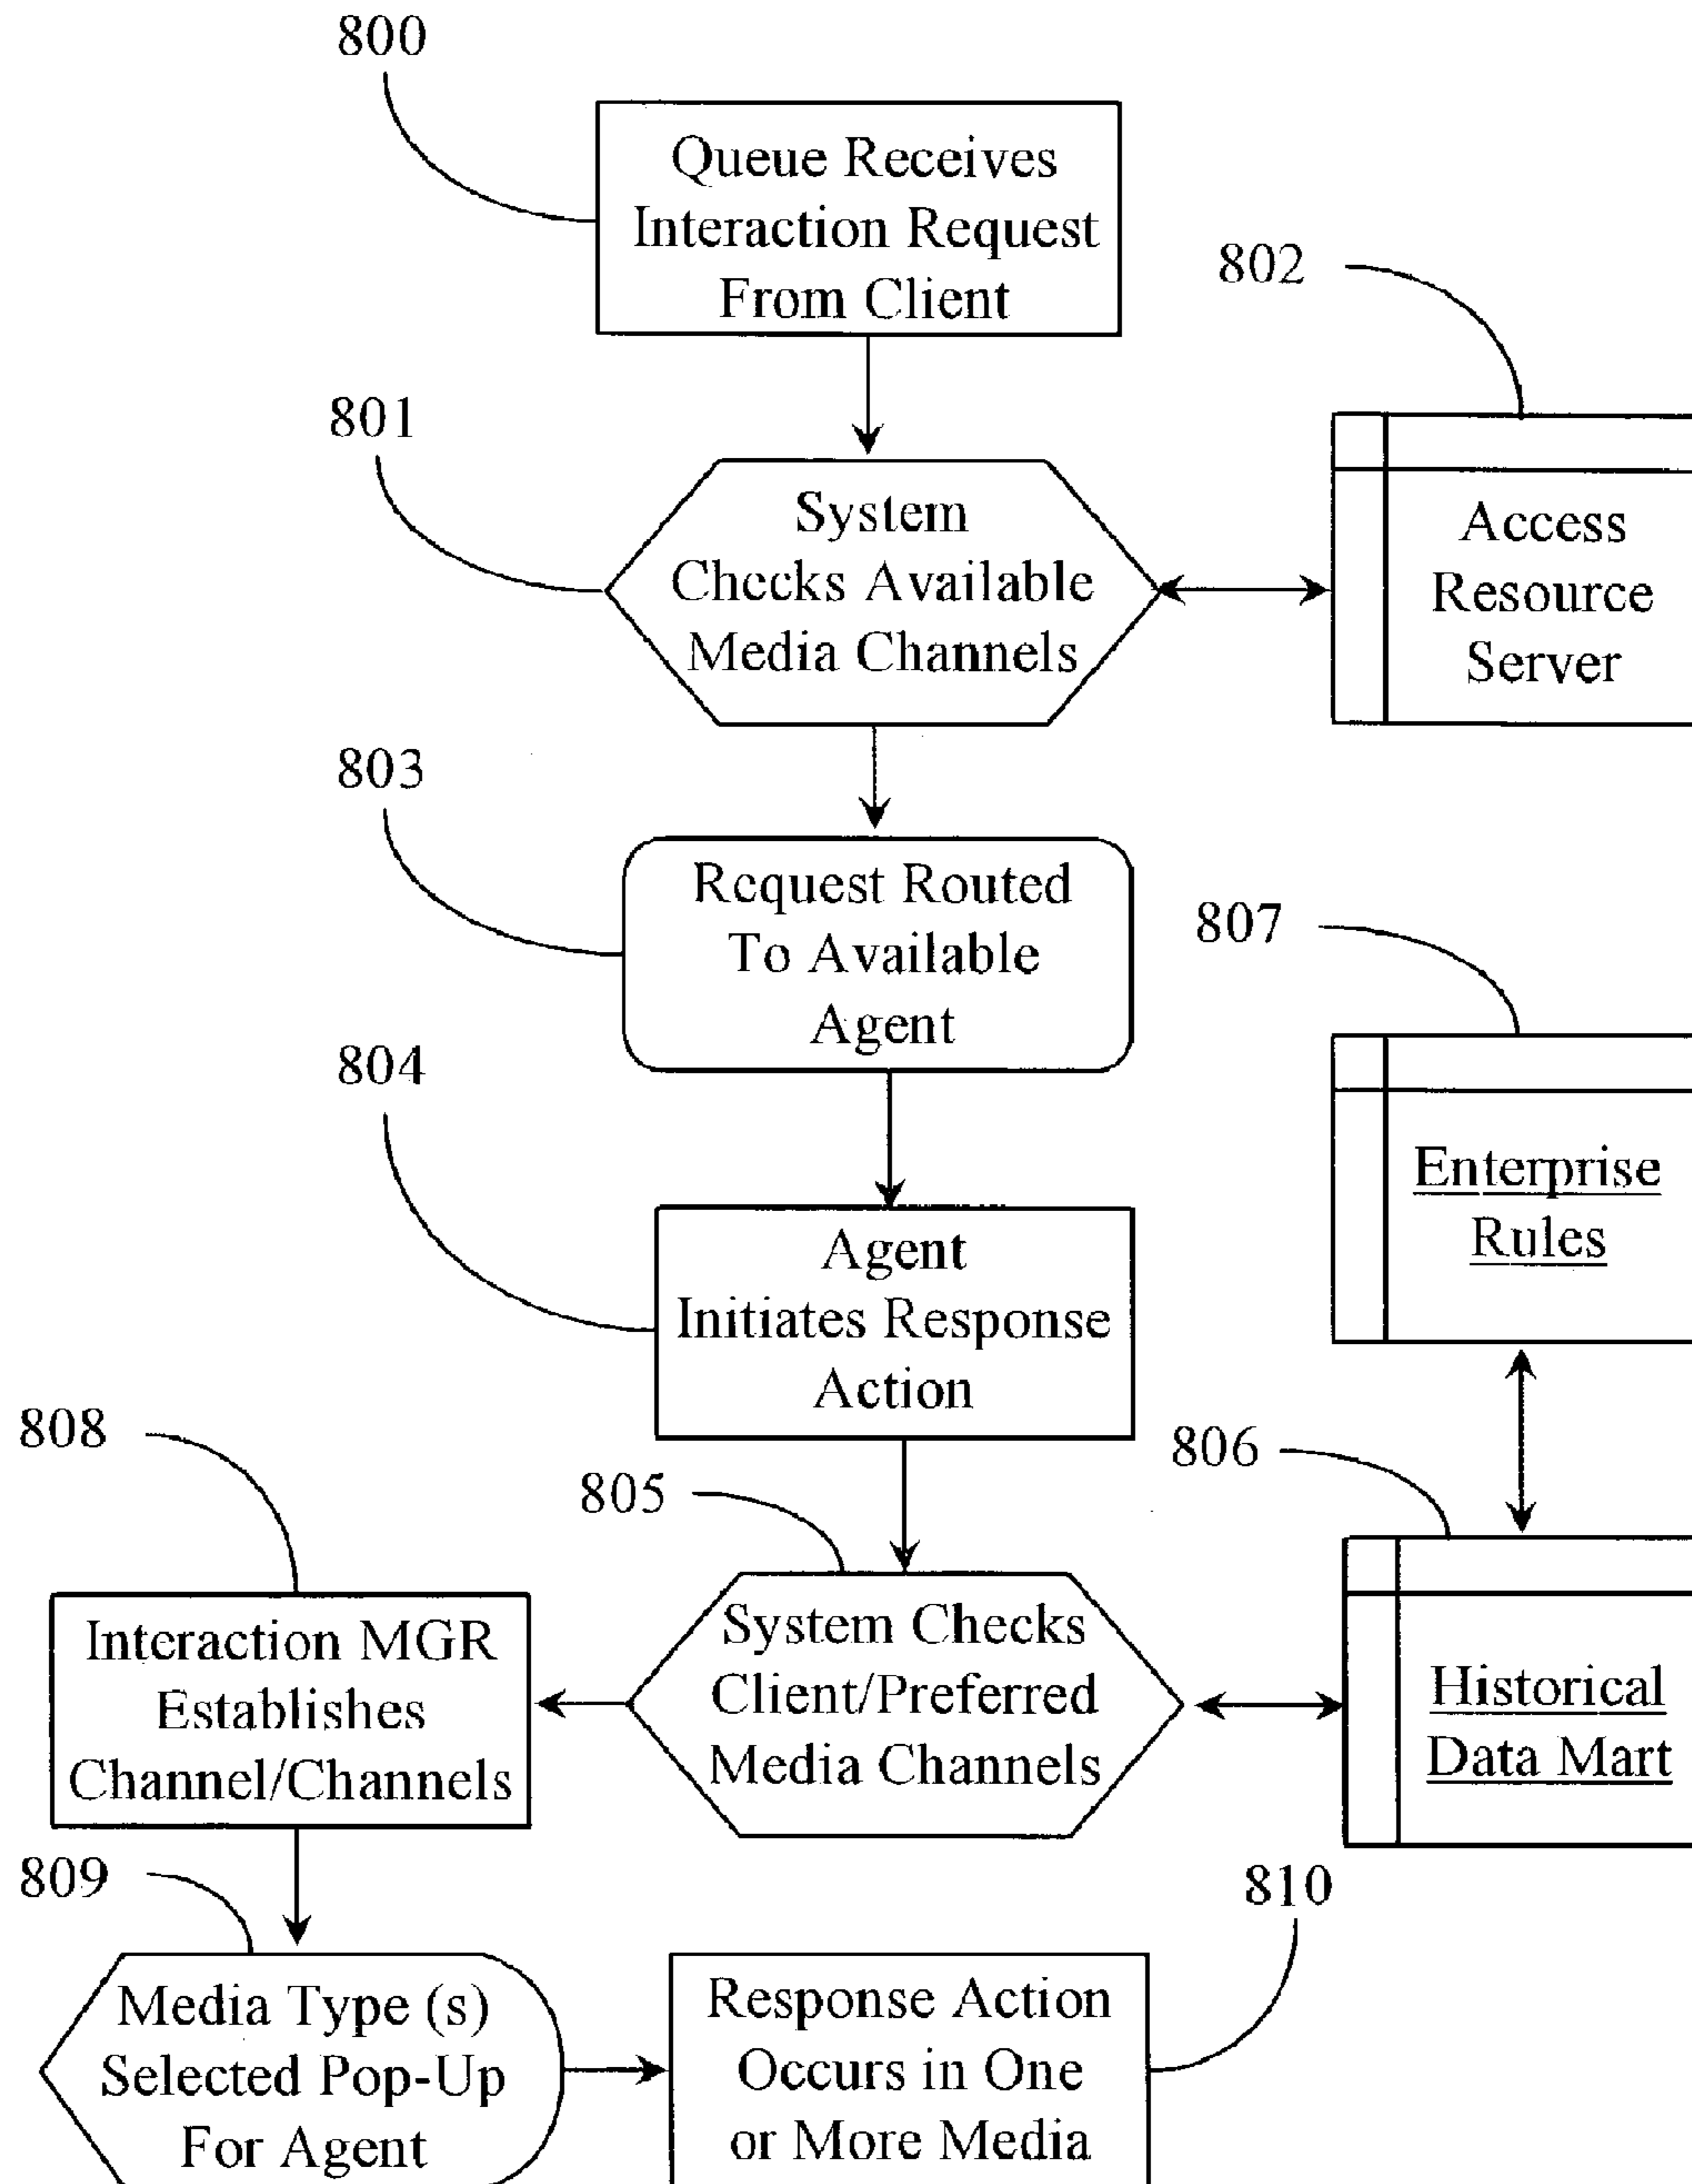 800
Queue Receives
Interaction Request
From Client
802
801
System
Checks Available
Media Channels
Access
Resource
Server
803
Request Routed
To Available
Agent
807
804
Enterprise
Rules
Agent
Initiates Response
Action
808
806
805
Interaction MGR
Establishes
Channel/Channels
System Checks
Client/Preferred
Media Channels
Historical
Data Mart
809
810
Media Type (s)
Selected Pop-Up
For Agent
Response Action
Occurs in One
or More Media